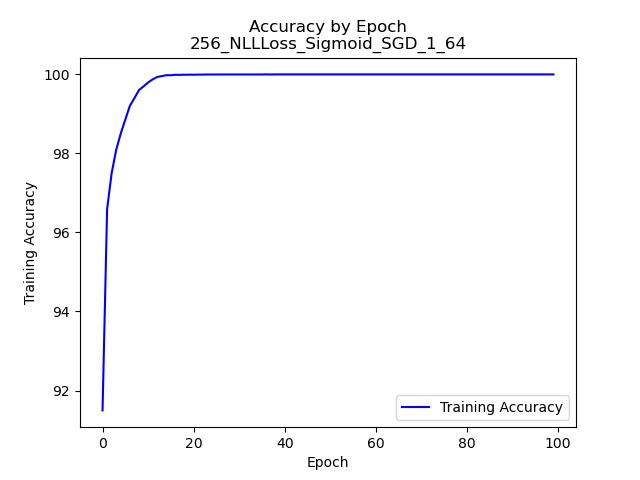 Accuracy by Epoch
256_NLLLoss_Sigmoid_SGD_1_64
100
98
96
94
92
Training Accuracy
Training Accuracy
0 20 40 60 80 100
Epoch